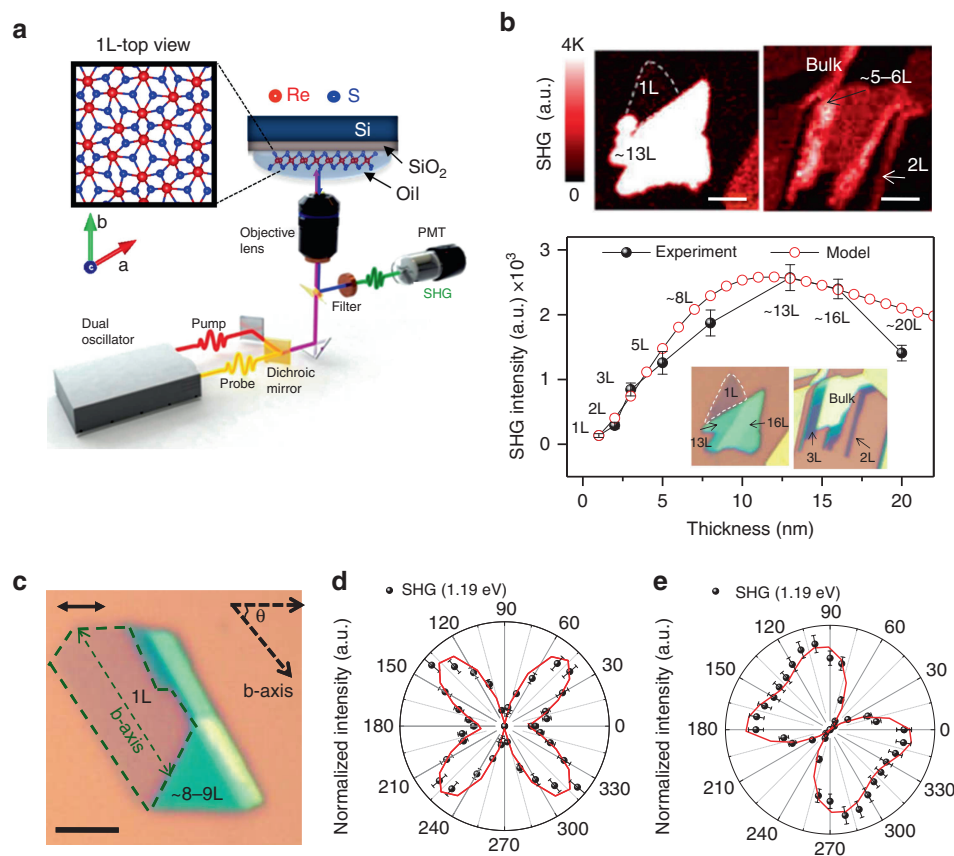 a
1L-top view
Re
S
Si
SiO2
Oil
b
a
c
Objective
lens
PMT
SHG
Filter
Dual
oscillator
Pump
Probe
Dichroic
mirror
b
4K
SHG (a.u.)
0
1L
~13L
Bulk
~5–6L
2L
Experiment
Model
SHG intensity (a.u.) ×10³
3
2
1
0
1L
2L
3L
5L
~8L
~13L
~16L
~20L
1L
13L
16L
Bulk
3L
2L
0
5
10
15
20
Thickness (nm)
c
θ
b-axis
1L
b-axis
~8–9L
d
SHG (1.19 eV)
Normalized intensity (a.u.)
90
60
30
0
330
300
270
240
210
180
150
120
e
SHG (1.19 eV)
Normalized intensity (a.u.)
90
60
30
0
330
300
270
240
210
180
150
120